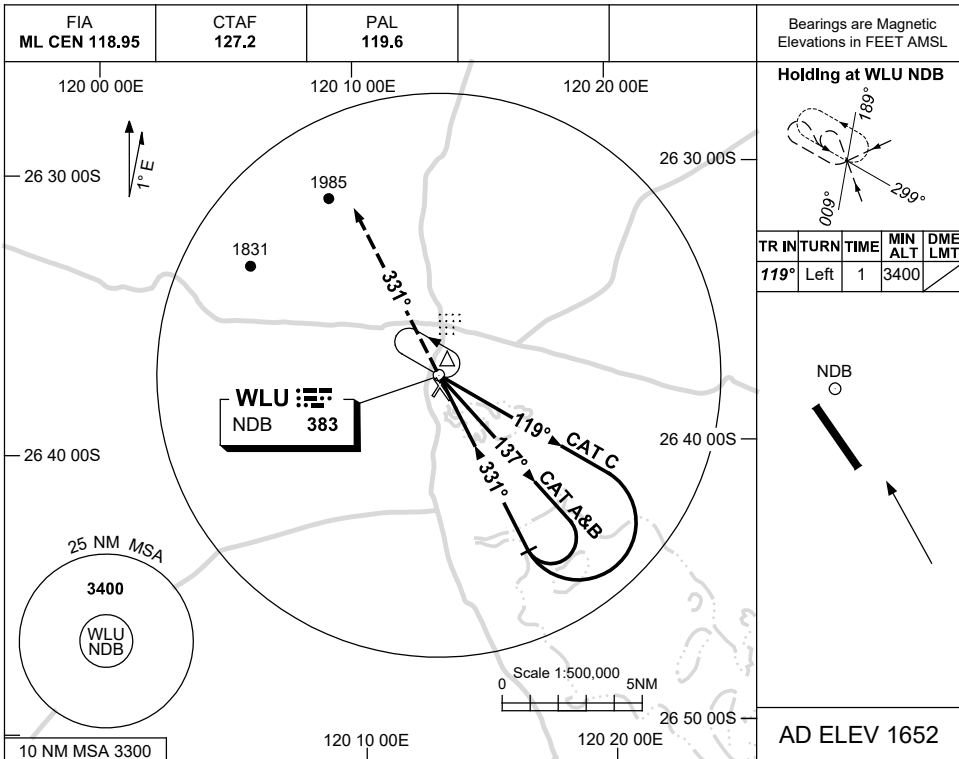 FIA
ML CEN 118.95
CTAF
127.2
PAL
119.6
Bearings are Magnetic
Elevations in FEET AMSL
120 00 00E
120 10 00E
120 20 00E
Holding at WLU NDB
189°
299°
009°
1° E
26 30 00S
26 30 00S
1985
1831
331°
TR IN TURN TIME MIN ALT DME LMT
119° Left 1 3400
NDB
WLU
NDB 383
119° CAT C
137° CAT A&B
331°
26 40 00S
26 40 00S
25 NM MSA
3400
WLU
NDB
Scale 1:500,000
0 5NM
26 50 00S
10 NM MSA 3300
120 10 00E
120 20 00E
AD ELEV 1652